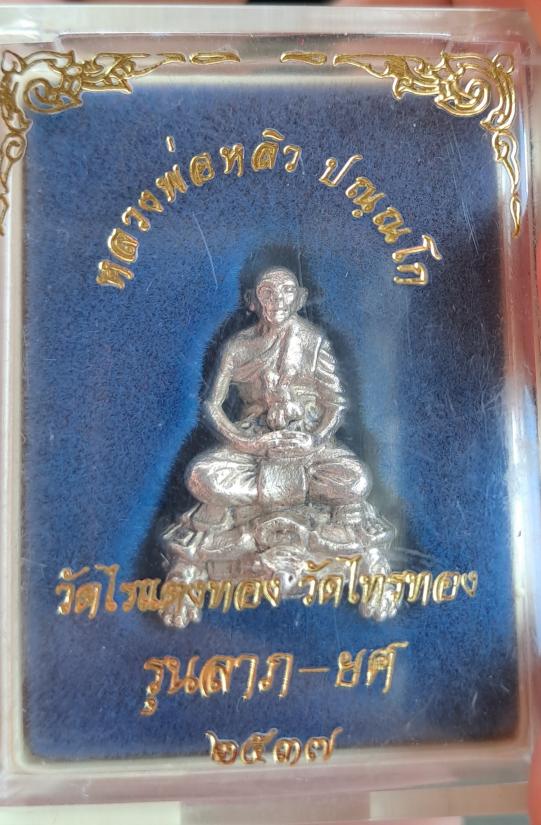 หลวงพ่อหลิว ปณฺณโก
วัดไร่แตงทอง วัดไทรทอง
รุ่นลาภ-ยศ
๒๕๓๗